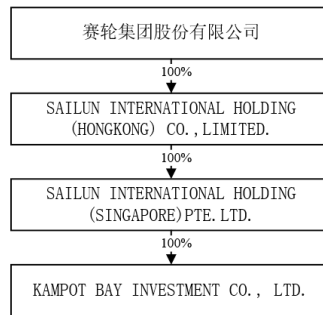 赛轮集团股份有限公司
100%
SAILUN INTERNATIONAL HOLDING
(HONGKONG) CO.,LIMITED.
100%
SAILUN INTERNATIONAL HOLDING
(SINGAPORE)PTE.LTD.
100%
KAMPOT BAY INVESTMENT CO., LTD.